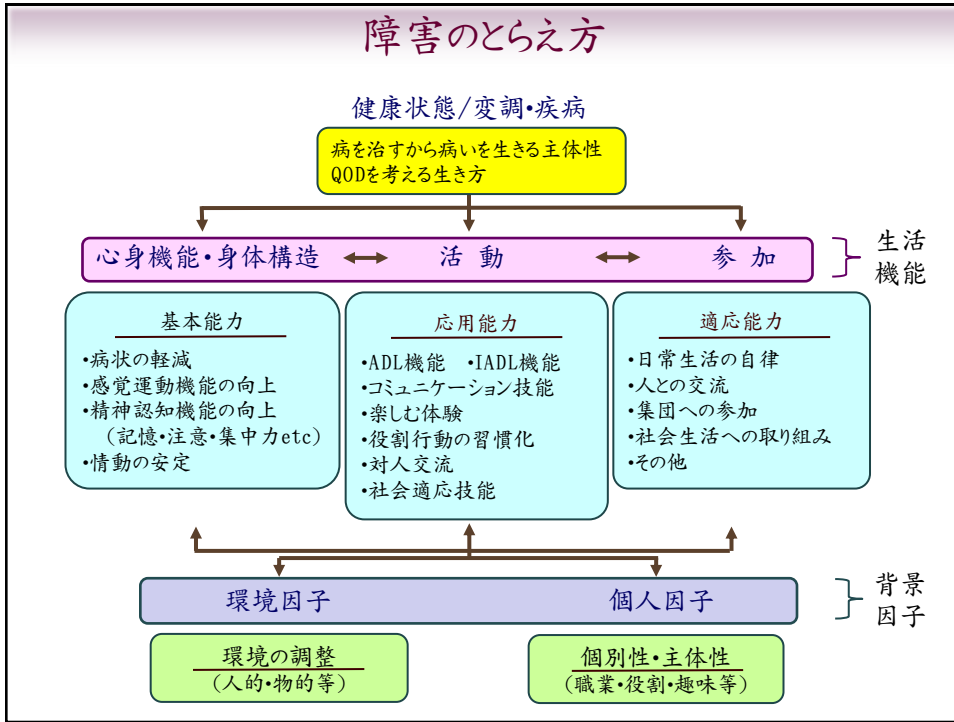 障害のとらえ方
健康状態/変調・疾病
病を治すから病いを生きる主体性
QODを考える生き方
心身機能・身体構造
活動
参加
生活
機能
基本能力
・病状の軽減
・感覚運動機能の向上
・精神認知機能の向上
(記憶・注意・集中力etc)
・情動の安定
応用能力
・ADL機能 ・IADL機能
・コミュニケーション技能
・楽しむ体験
・役割行動の習慣化
・対人交流
・社会適応技能
適応能力
・日常生活の自律
・人との交流
・集団への参加
・社会生活への取り組み
・その他
環境因子
個人因子
背景
因子
環境の調整
(人的・物的等)
個別性・主体性
(職業・役割・趣味等)